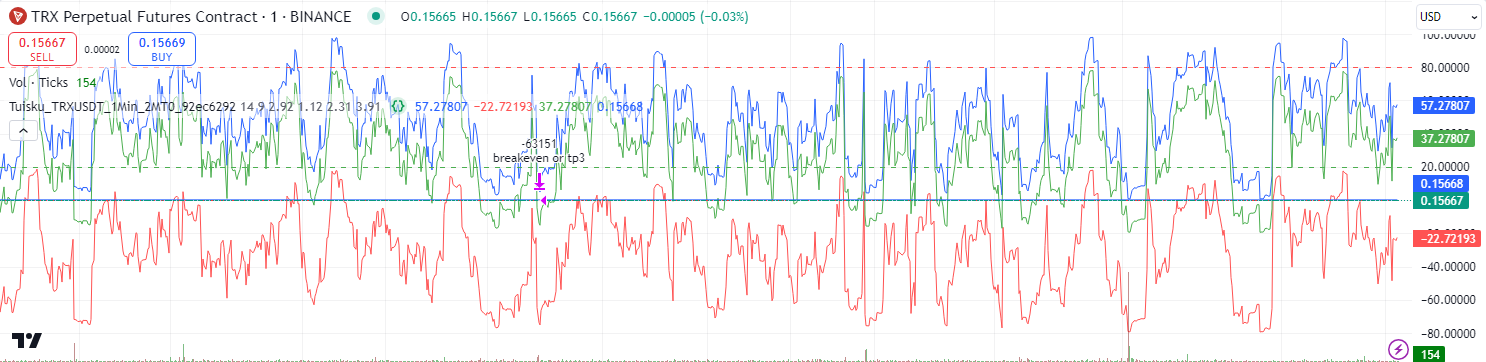 TRX Perpetual Futures Contract · 1 · BINANCE O0.15665 H0.15667 L0.15665 C0.15667 −0.00005 (−0.03%)
USD
0.15667
SELL
0.00002
0.15669
BUY
Vol · Ticks 154
Tuisku_TRXUSDT_1Min_2MT0_92ec6292 14 9 2.92 1.12 2.31 3.91 {} 57.27807 −22.72193 37.27807 0.15668
-63151
breakeven or tp3
100.00000
80.00000
57.27807
37.27807
20.00000
0.15668
0.15667
−22.72193
−40.00000
−60.00000
−80.00000
154